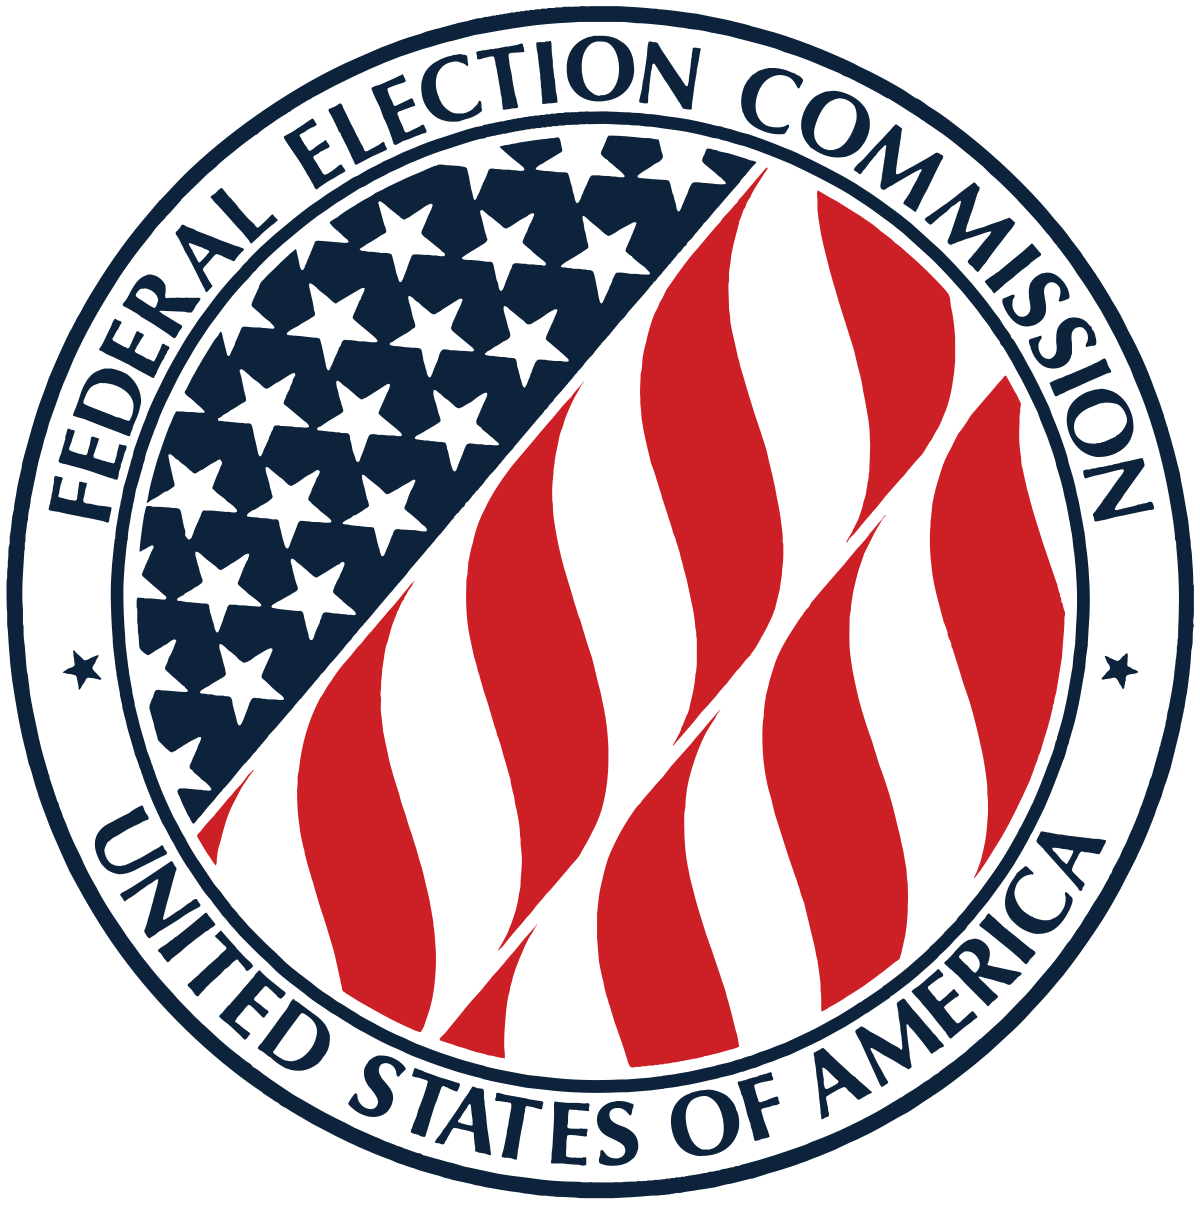 FEDERAL ELECTION COMMISSION
UNITED STATES OF AMERICA